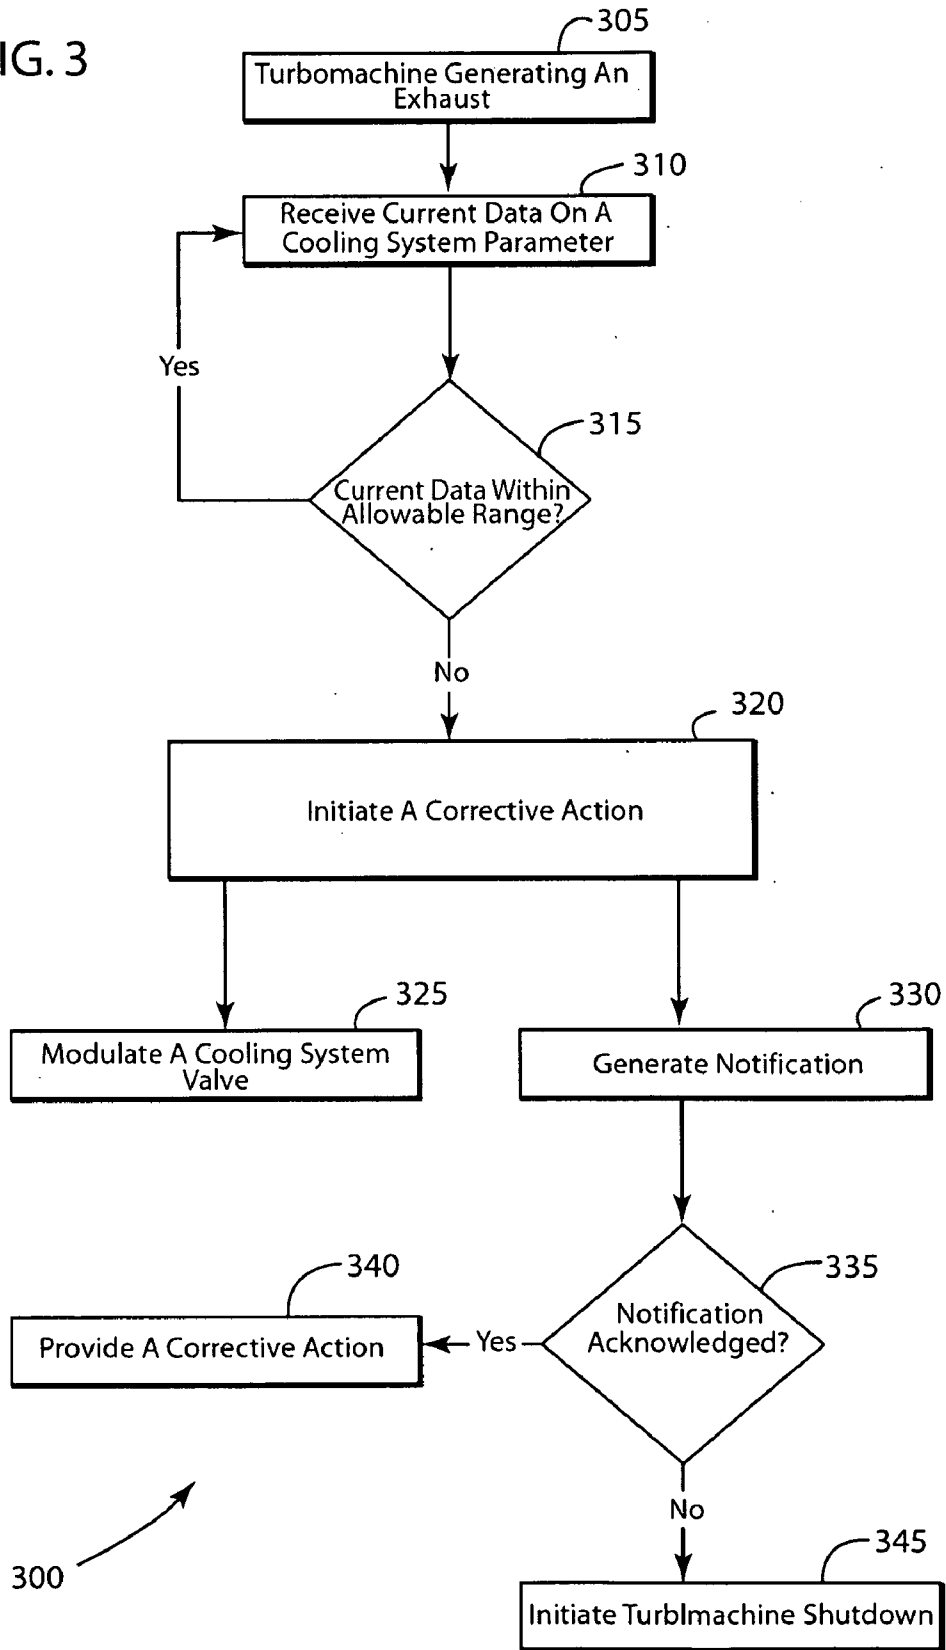 IG. 3
305
Turbomachine Generating An
Exhaust
310
Receive Current Data On A
Cooling System Parameter
Yes
315
Current Data Within
Allowable Range?
No
320
Initiate A Corrective Action
325
Modulate A Cooling System
Valve
330
Generate Notification
335
Notification
Acknowledged?
340
Provide A Corrective Action
Yes
No
300
345
Initiate Turblmachine Shutdown